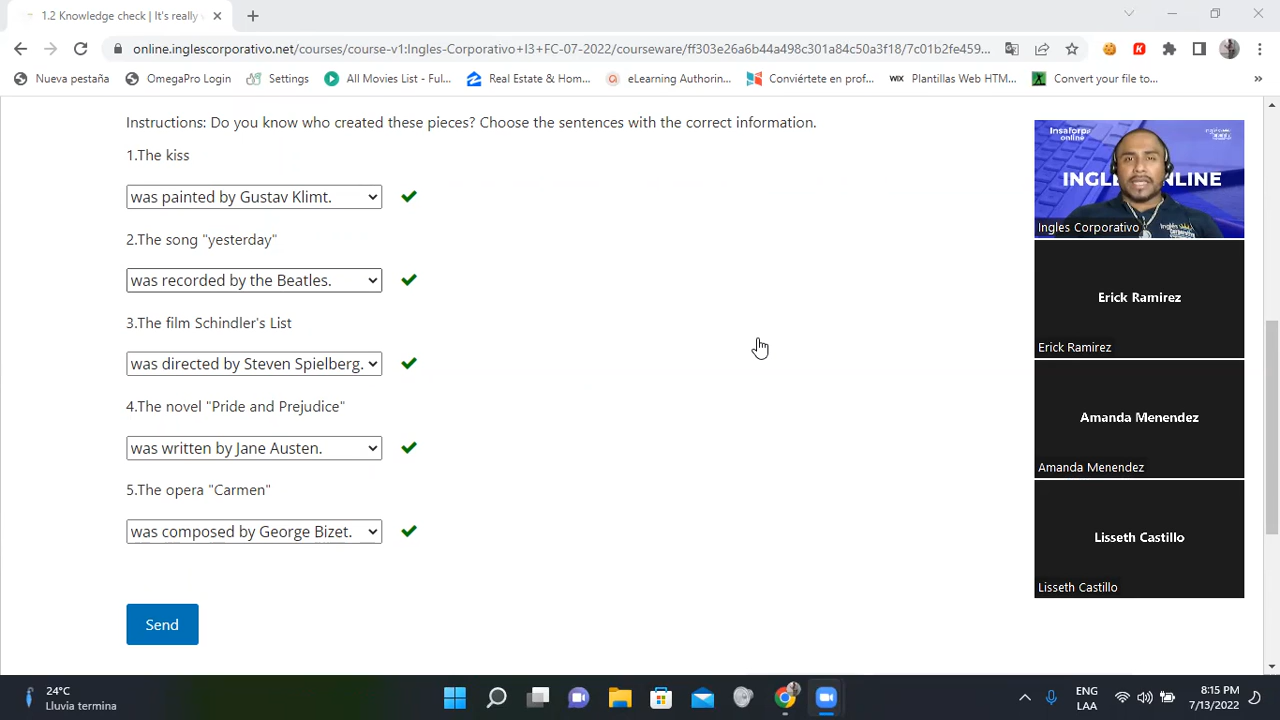 1.2 Knowledge check | It's really
online.inglescorporativo.net/courses/course-v1:Ingles-Corporativo+I3+FC-07-2022/courseware/ff303e26a6b44a498c301a84c50a3f18/7c01b2fe459...
Nueva pestaña
OmegaPro Login
Settings
All Movies List - Ful...
Real Estate & Hom...
eLearning Authorin...
Conviértete en prof...
WIX Plantillas Web HTM...
Convert your file to...
»
Instructions: Do you know who created these pieces? Choose the sentences with the correct information.
1.The kiss
was painted by Gustav Klimt.
2.The song "yesterday"
was recorded by the Beatles.
3.The film Schindler's List
was directed by Steven Spielberg.
4.The novel "Pride and Prejudice"
was written by Jane Austen.
5.The opera "Carmen"
was composed by George Bizet.
Send
Ingles Corporativo
Erick Ramirez
Erick Ramirez
Amanda Menendez
Amanda Menendez
Lisseth Castillo
Lisseth Castillo
24°C
Lluvia termina
ENG
LAA
8:15 PM
7/13/2022